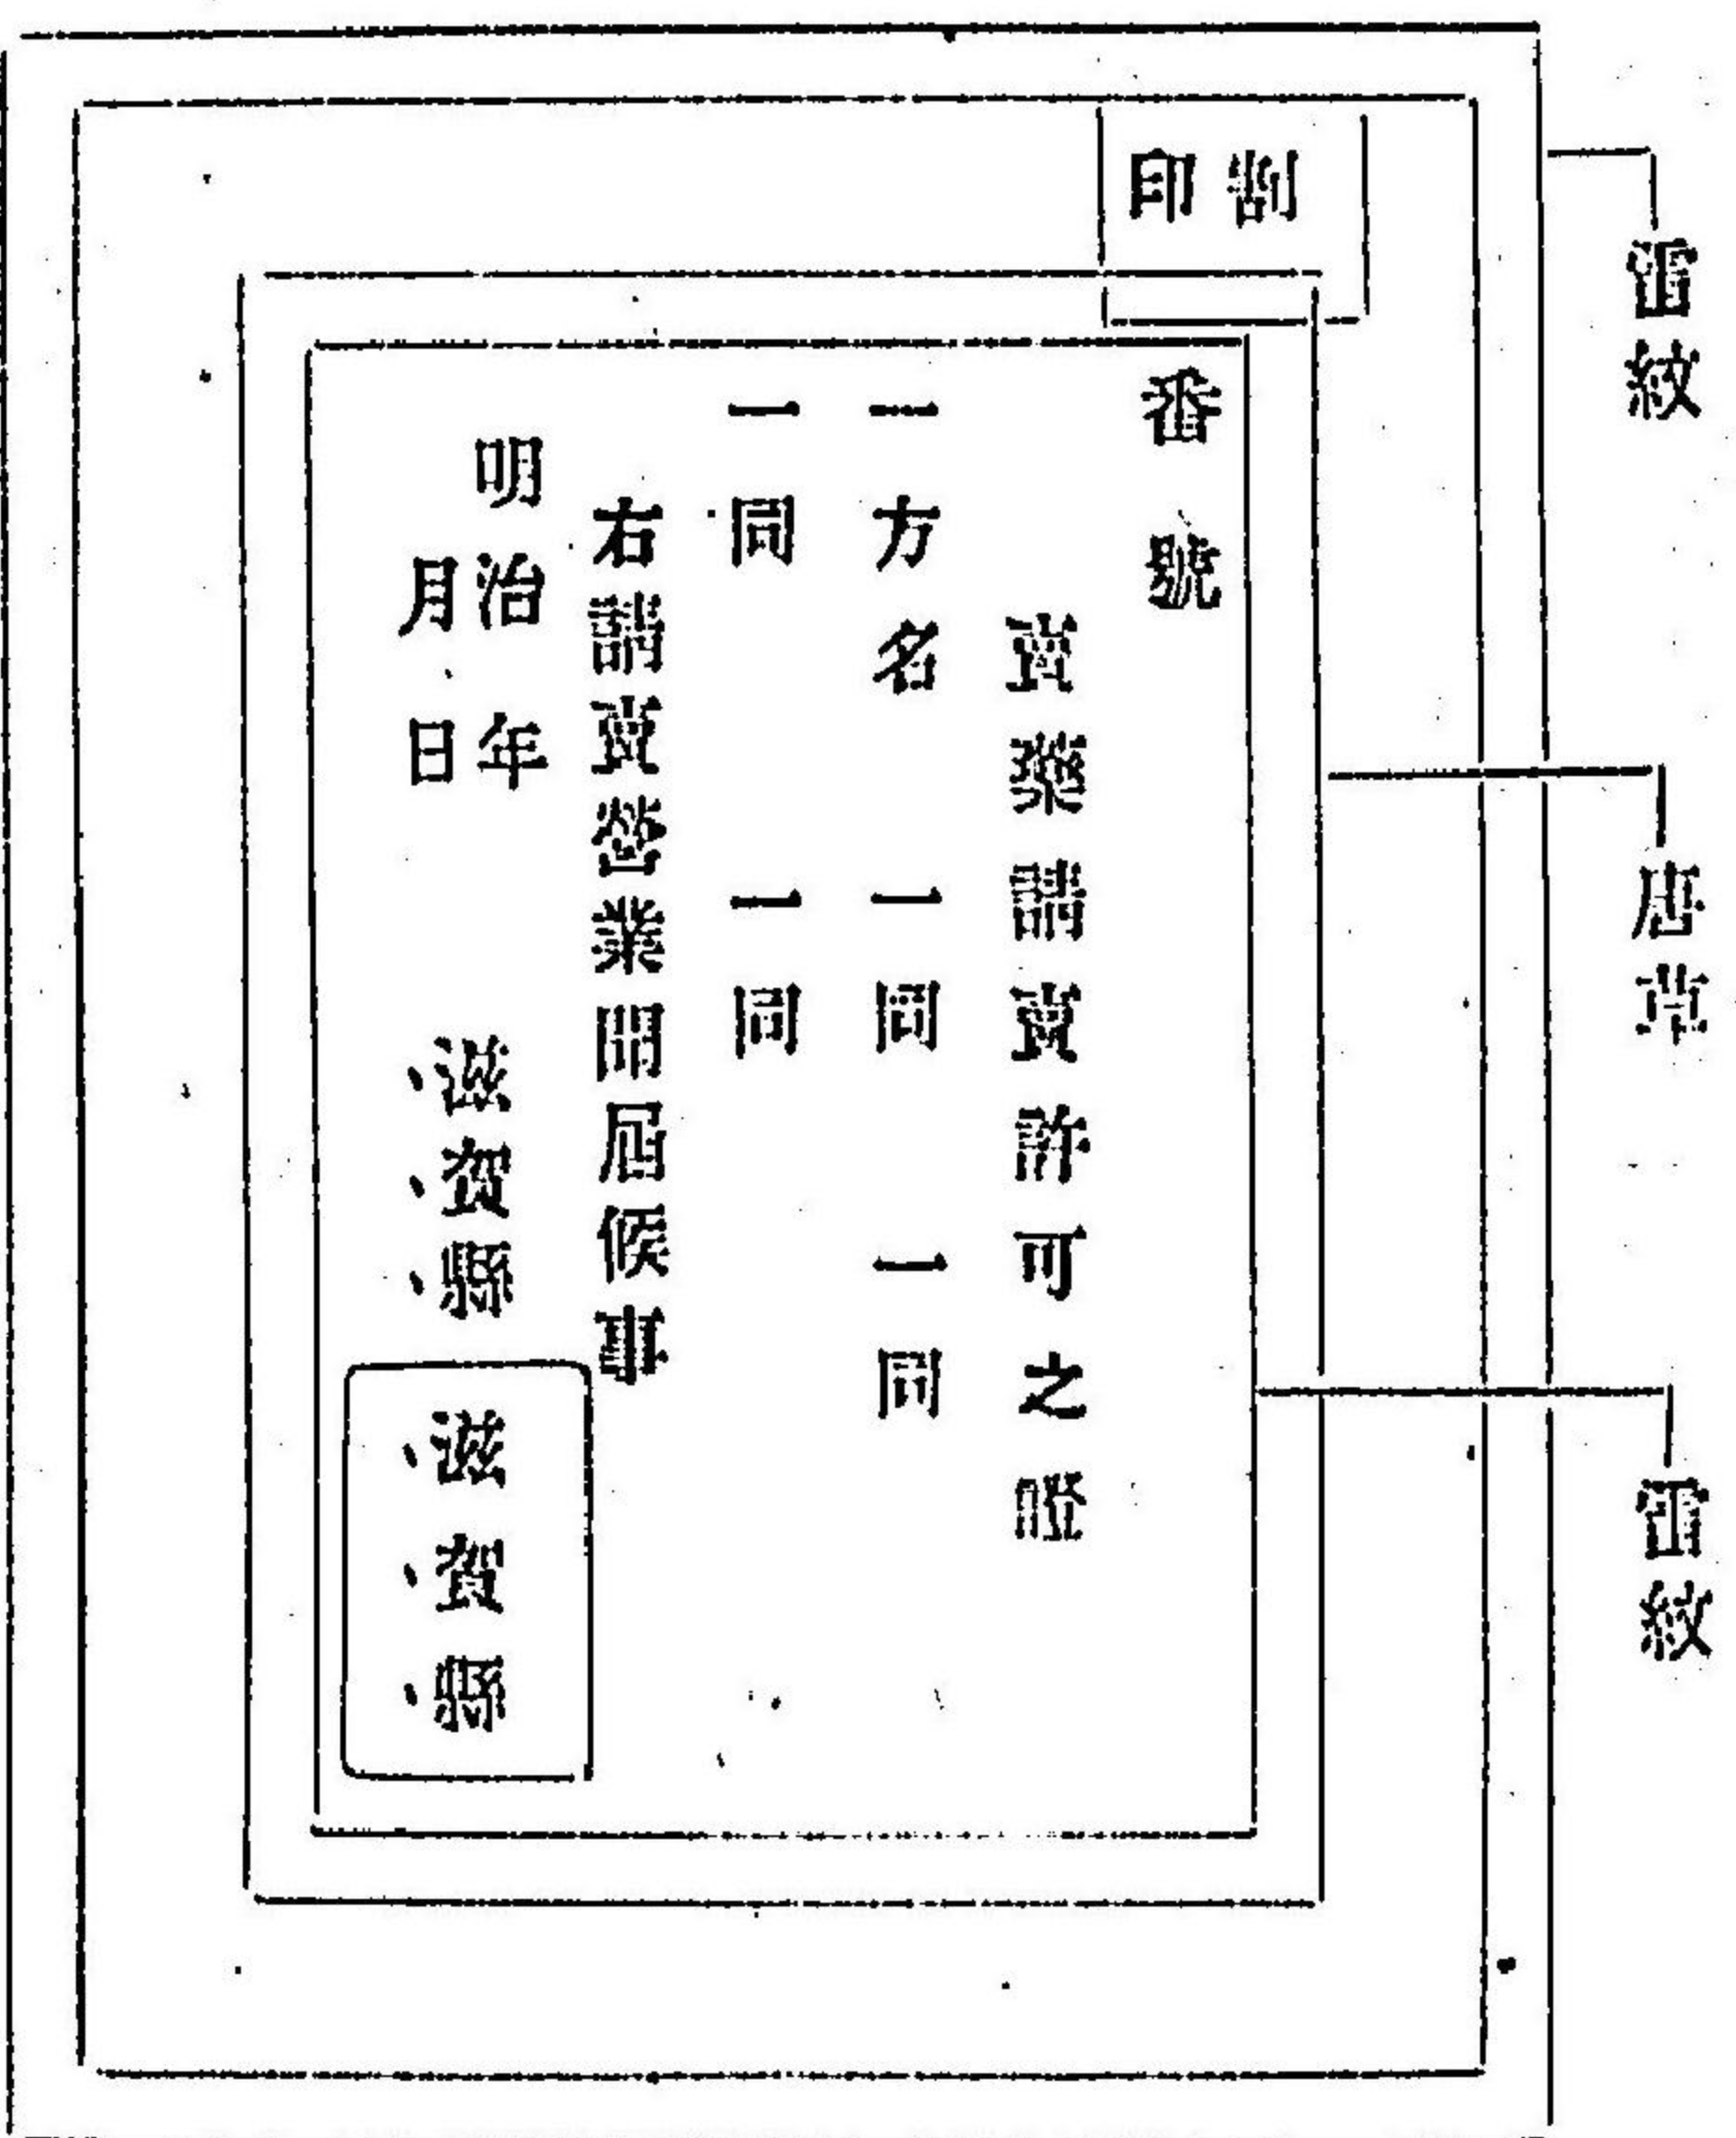 雷紋
唐草
雷紋
割印
番號
賣藥請賣許可之證
一方名 一同 一同
一同 一同
右請賣營業聞届候事
明治年
月日
滋賀縣
、、、
滋賀縣
、、、